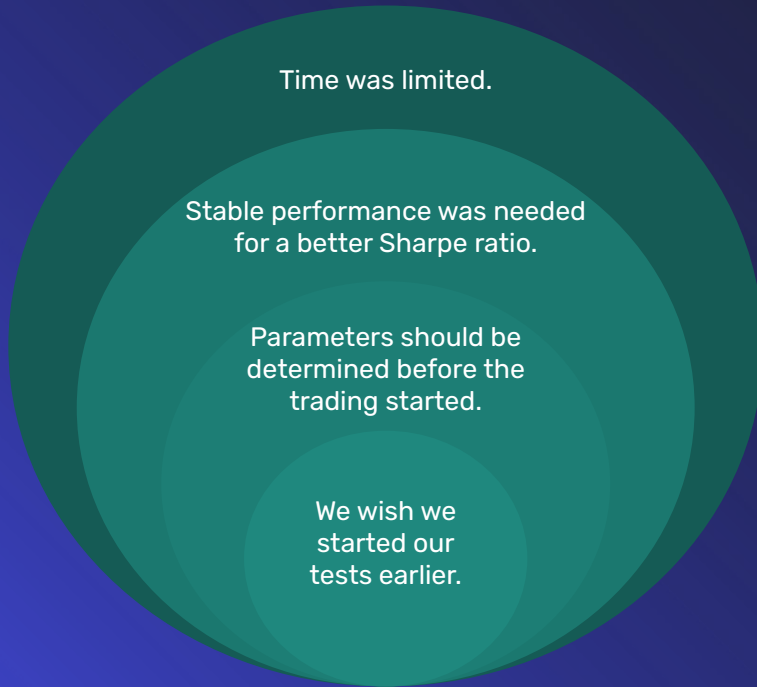 Time was limited.
Stable performance was needed
for a better Sharpe ratio.
Parameters should be
determined before the
trading started.
We wish we
started our
tests earlier.